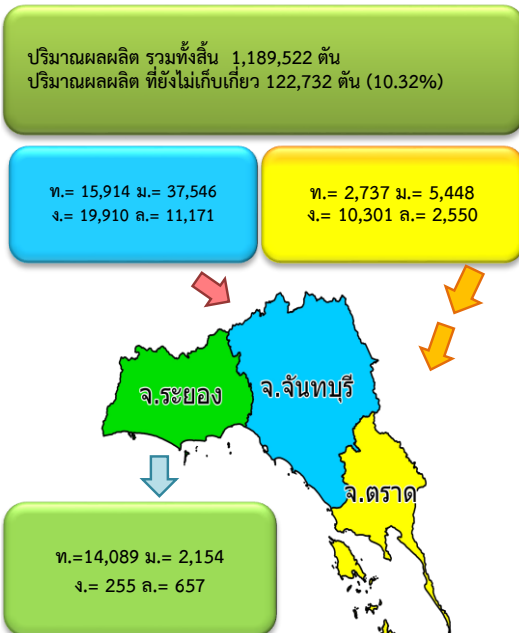 ปริมาณผลผลิต รวมทั้งสิ้น 1,189,522 ตัน
ปริมาณผลผลิต ที่ยังไม่เก็บเกี่ยว 122,732 ตัน (10.32%)
ท.= 15,914 ม.= 37,546
ง.= 19,910 ล.= 11,171
ท.= 2,737 ม.= 5,448
ง.= 10,301 ล.= 2,550
จ.ระยอง
จ.จันทบุรี
จ.ตราด
ท.=14,089 ม.= 2,154
ง.= 255 ล.= 657